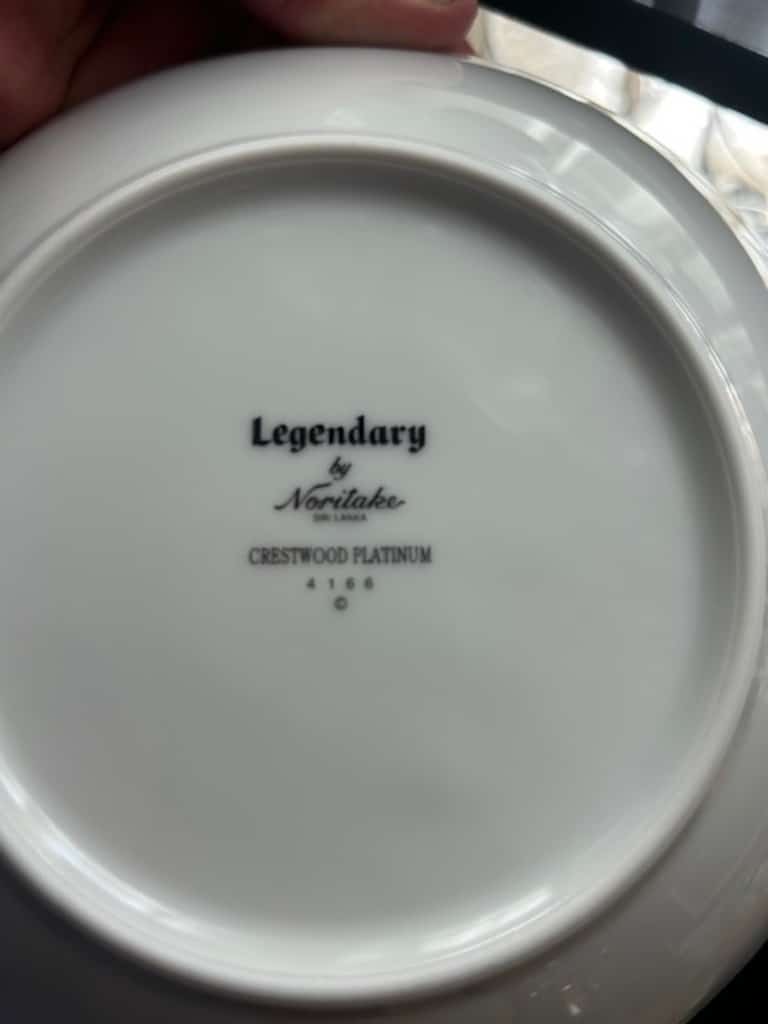 Legendary
by
Noritake
SRI LANKA
CRESTWOOD PLATINUM
4166
©